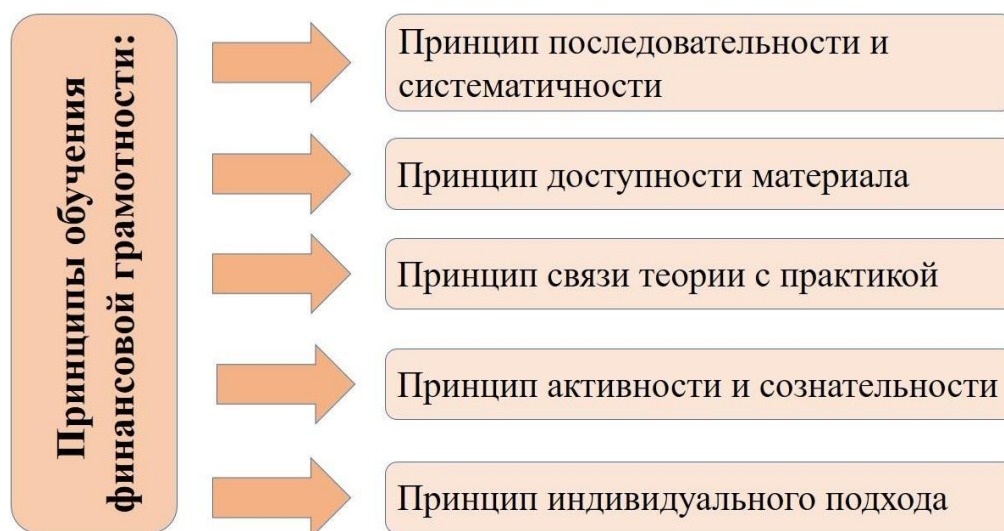 Принципы обучения
финансовой грамотности:
Принцип последовательности и
систематичности
Принцип доступности материала
Принцип связи теории с практикой
Принцип активности и сознательности
Принцип индивидуального подхода